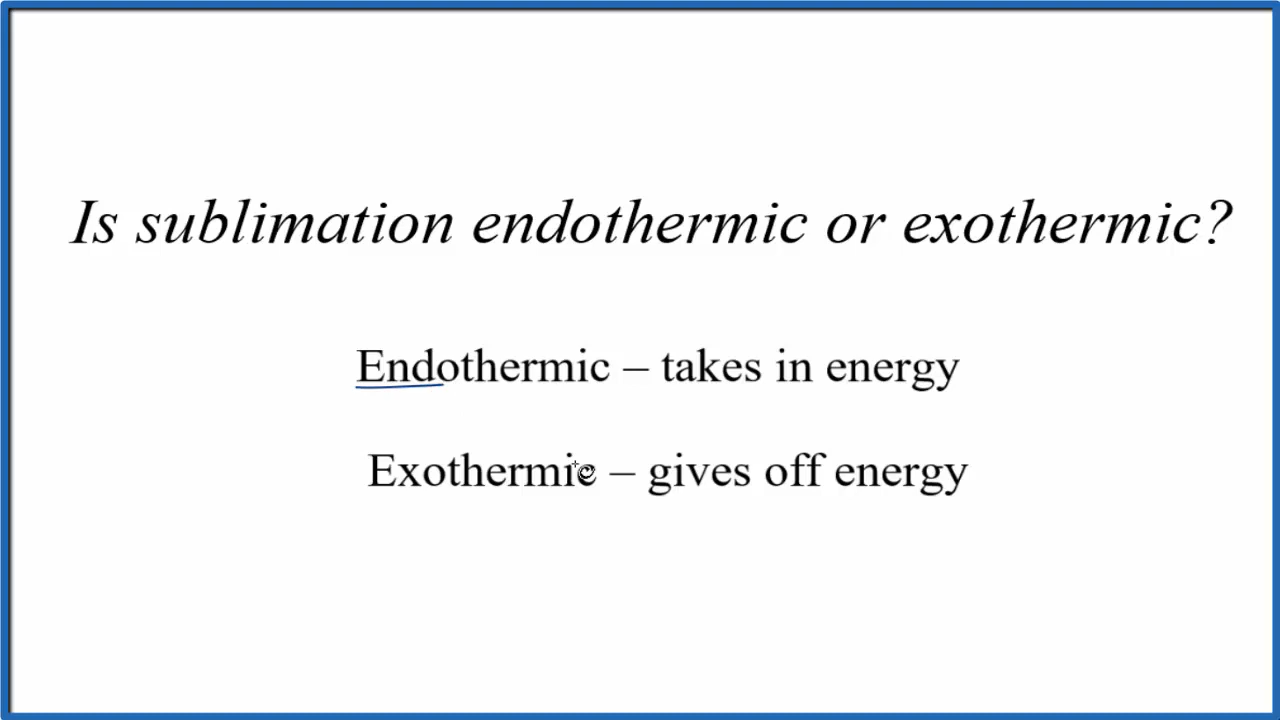 Is sublimation endothermic or exothermic?
Endothermic – takes in energy
Exothermic – gives off energy